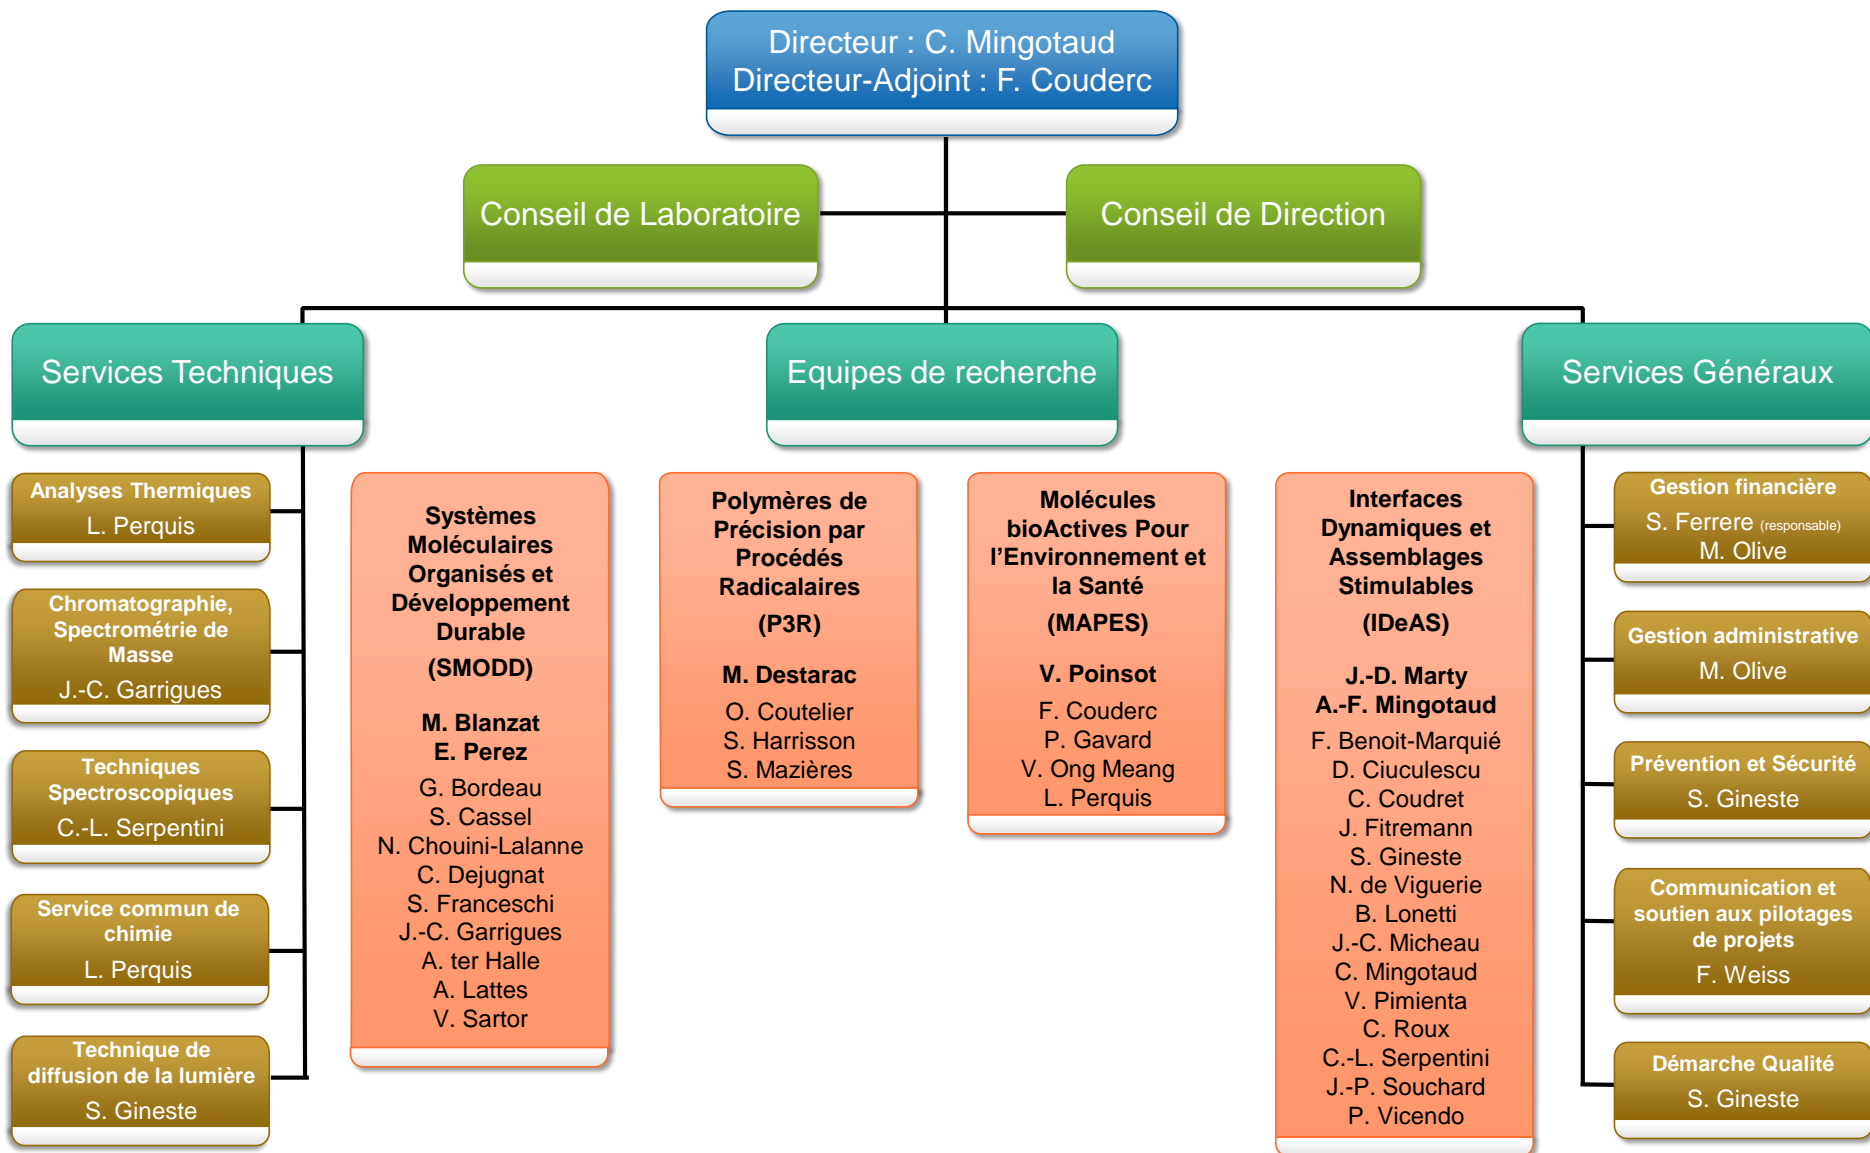 Directeur : C. Mingotaud
Directeur-Adjoint : F. Couderc
Conseil de Laboratoire
Conseil de Direction
Services Techniques
Equipes de recherche
Services Généraux
Analyses Thermiques
L. Perquis
Chromatographie,
Spectrométrie de
Masse
J.-C. Garrigues
Techniques
Spectroscopiques
C.-L. Serpentini
Service commun de
chimie
L. Perquis
Technique de
diffusion de la lumière
S. Gineste
Systèmes
Moléculaires
Organisés et
Développement
Durable
(SMODD)
M. Blanzat
E. Perez
G. Bordeau
S. Cassel
N. Chouini-Lalanne
C. Dejugnat
S. Franceschi
J.-C. Garrigues
A. ter Halle
A. Lattes
V. Sartor
Polymères de
Précision par
Procédés
Radicalaires
(P3R)
M. Destarac
O. Coutelier
S. Harrisson
S. Mazières
Molécules
bioActives Pour
l’Environnement et
la Santé
(MAPES)
V. Poinsot
F. Couderc
P. Gavard
V. Ong Meang
L. Perquis
Interfaces
Dynamiques et
Assemblages
Stimulables
(IDeAS)
J.-D. Marty
A.-F. Mingotaud
F. Benoit-Marquié
D. Ciuculescu
C. Coudret
J. Fitremann
S. Gineste
N. de Viguerie
B. Lonetti
J.-C. Micheau
C. Mingotaud
V. Pimienta
C. Roux
C.-L. Serpentini
J.-P. Souchard
P. Vicendo
Gestion financière
S. Ferrere (responsable)
M. Olive
Gestion administrative
M. Olive
Prévention et Sécurité
S. Gineste
Communication et
soutien aux pilotages
de projets
F. Weiss
Démarche Qualité
S. Gineste